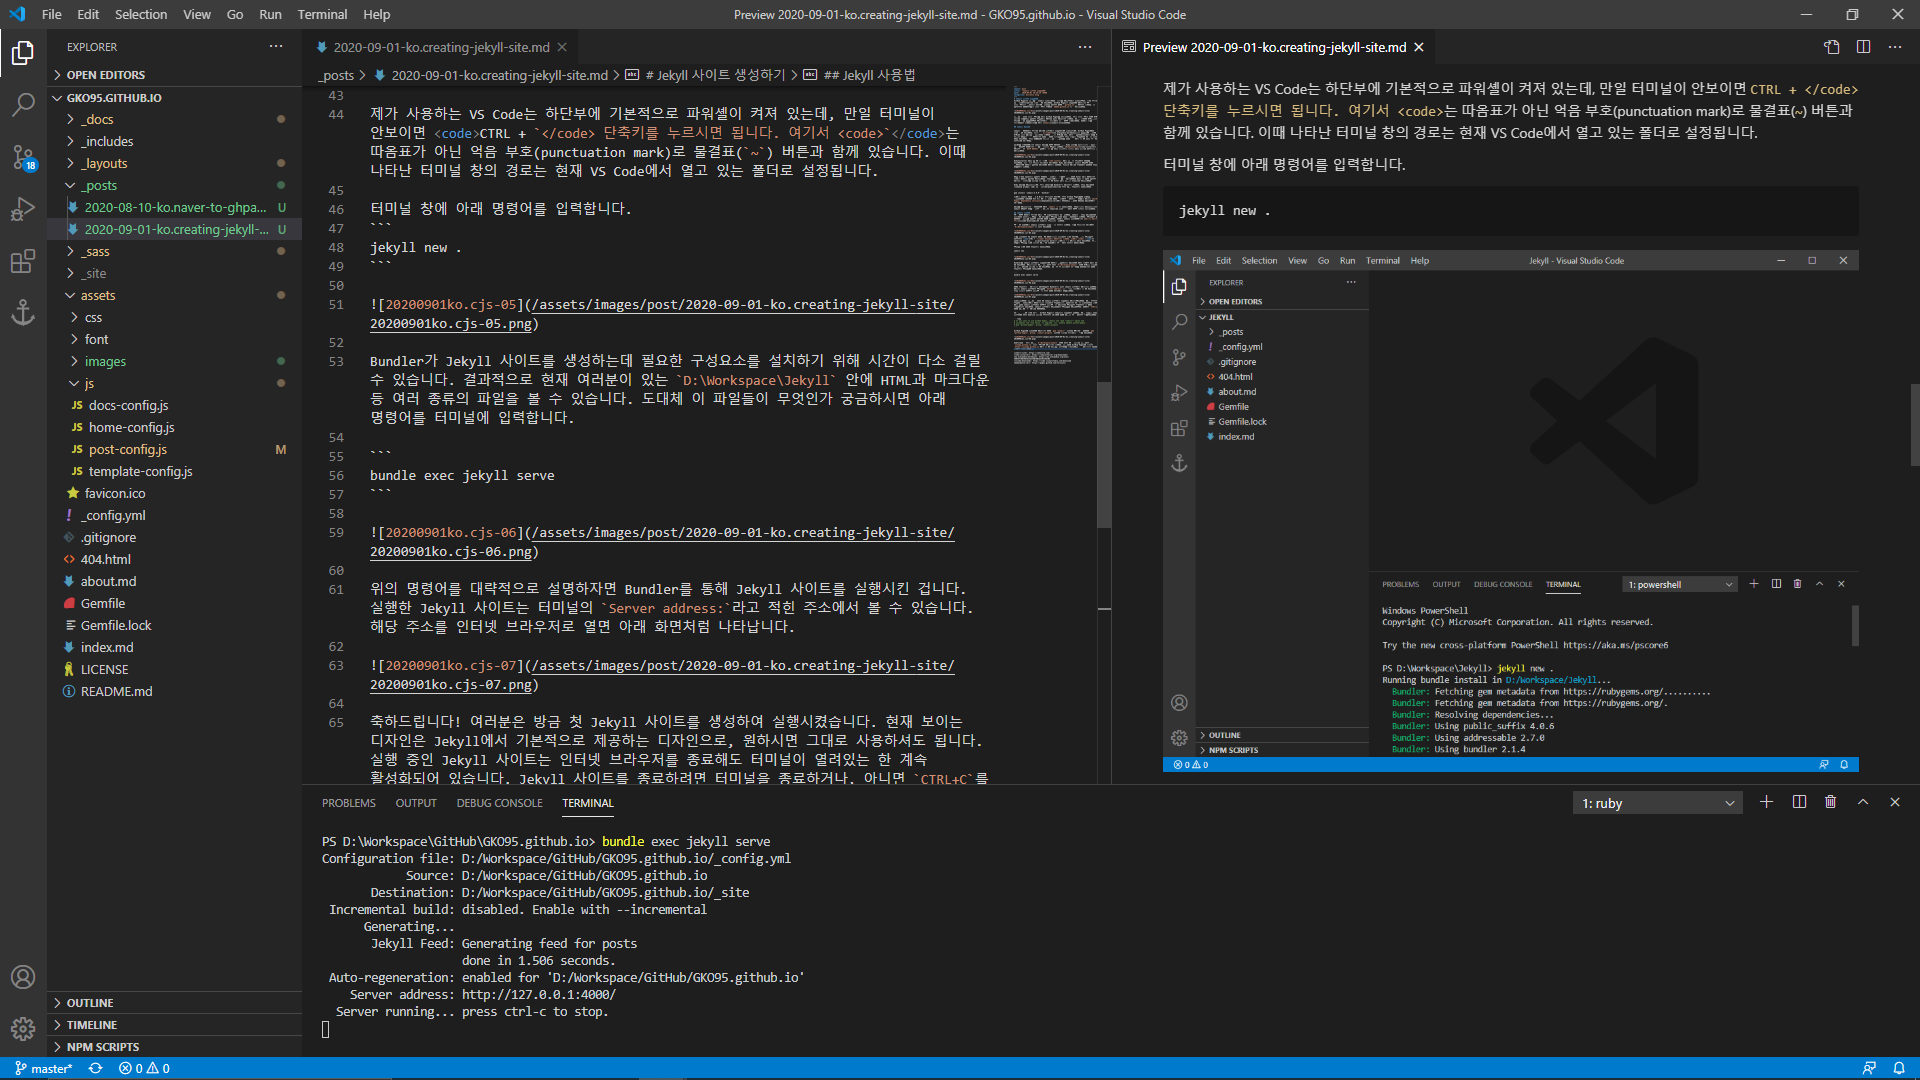 File Edit Selection View Go Run Terminal Help
Preview 2020-09-01-ko.creating-jekyll-site.md - GKO95.github.io - Visual Studio Code
EXPLORER
OPEN EDITORS
GKO95.GITHUB.IO
_docs
_includes
_layouts
_posts
2020-08-10-ko.naver-to-ghpa... U
2020-09-01-ko.creating-jekyll-... U
_sass
_site
assets
css
font
images
js
JS docs-config.js
JS home-config.js
JS post-config.js M
JS template-config.js
favicon.ico
! _config.yml
.gitignore
<> 404.html
about.md
Gemfile
Gemfile.lock
index.md
LICENSE
README.md
OUTLINE
TIMELINE
NPM SCRIPTS
18
2020-09-01-ko.creating-jekyll-site.md
_posts > 2020-09-01-ko.creating-jekyll-site.md > # Jekyll 사이트 생성하기 > ## Jekyll 사용법
43
44 제가 사용하는 VS Code는 하단부에 기본적으로 파워셸이 켜져 있는데, 만일 터미널이
안보이면 <code>CTRL + `</code> 단축키를 누르시면 됩니다. 여기서 <code>`</code>는
따옴표가 아닌 억음 부호(punctuation mark)로 물결표(`~`) 버튼과 함께 있습니다. 이때
나타난 터미널 창의 경로는 현재 VS Code에서 열고 있는 폴더로 설정됩니다.
45
46 터미널 창에 아래 명령어를 입력합니다.
47 ```
48 jekyll new .
49 ```
50
51 ![20200901ko.cjs-05](/assets/images/post/2020-09-01-ko.creating-jekyll-site/
20200901ko.cjs-05.png)
52
53 Bundler가 Jekyll 사이트를 생성하는데 필요한 구성요소를 설치하기 위해 시간이 다소 걸릴
수 있습니다. 결과적으로 현재 여러분이 있는 `D:\Workspace\Jekyll` 안에 HTML과 마크다운
등 여러 종류의 파일을 볼 수 있습니다. 도대체 이 파일들이 무엇인가 궁금하시면 아래
명령어를 터미널에 입력합니다.
54
55 ```
56 bundle exec jekyll serve
57 ```
58
59 ![20200901ko.cjs-06](/assets/images/post/2020-09-01-ko.creating-jekyll-site/
20200901ko.cjs-06.png)
60
61 위의 명령어를 대략적으로 설명하자면 Bundler를 통해 Jekyll 사이트를 실행시킨 겁니다.
실행한 Jekyll 사이트는 터미널의 `Server address:`라고 적힌 주소에서 볼 수 있습니다.
해당 주소를 인터넷 브라우저로 열면 아래 화면처럼 나타납니다.
62
63 ![20200901ko.cjs-07](/assets/images/post/2020-09-01-ko.creating-jekyll-site/
20200901ko.cjs-07.png)
64
65 축하드립니다! 여러분은 방금 첫 Jekyll 사이트를 생성하여 실행시켰습니다. 현재 보이는
디자인은 Jekyll에서 기본적으로 제공하는 디자인으로, 원하시면 그대로 사용하셔도 됩니다.
실행 중인 Jekyll 사이트는 인터넷 브라우저를 종료해도 터미널이 열려있는 한 계속
활성화되어 있습니다. Jekyll 사이트를 종료하려면 터미널을 종료하거나, 아니면 `CTRL+C`를
Preview 2020-09-01-ko.creating-jekyll-site.md
제가 사용하는 VS Code는 하단부에 기본적으로 파워셸이 켜져 있는데, 만일 터미널이 안보이면 CTRL + </code>
단축키를 누르시면 됩니다. 여기서 <code>는 따옴표가 아닌 억음 부호(punctuation mark)로 물결표(~) 버튼과
함께 있습니다. 이때 나타난 터미널 창의 경로는 현재 VS Code에서 열고 있는 폴더로 설정됩니다.
터미널 창에 아래 명령어를 입력합니다.
jekyll new .
File Edit Selection View Go Run Terminal Help
Jekyll - Visual Studio Code
EXPLORER
OPEN EDITORS
JEKYLL
_posts
! _config.yml
.gitignore
<> 404.html
about.md
Gemfile
Gemfile.lock
index.md
OUTLINE
NPM SCRIPTS
PROBLEMS OUTPUT DEBUG CONSOLE TERMINAL 1: powershell
Windows PowerShell
Copyright (C) Microsoft Corporation. All rights reserved.
Try the new cross-platform PowerShell https://aka.ms/pscore6
PS D:\Workspace\Jekyll> jekyll new .
Running bundle install in D:/Workspace/Jekyll...
Bundler: Fetching gem metadata from https://rubygems.org/..........
Bundler: Fetching gem metadata from https://rubygems.org/.
Bundler: Resolving dependencies...
Bundler: Using public_suffix 4.0.6
Bundler: Using addressable 2.7.0
Bundler: Using bundler 2.1.4
0 0
PROBLEMS OUTPUT DEBUG CONSOLE TERMINAL 1: ruby
PS D:\Workspace\GitHub\GKO95.github.io> bundle exec jekyll serve
Configuration file: D:/Workspace/GitHub/GKO95.github.io/_config.yml
Source: D:/Workspace/GitHub/GKO95.github.io
Destination: D:/Workspace/GitHub/GKO95.github.io/_site
Incremental build: disabled. Enable with --incremental
Generating...
Jekyll Feed: Generating feed for posts
done in 1.506 seconds.
Auto-regeneration: enabled for 'D:/Workspace/GitHub/GKO95.github.io'
Server address: http://127.0.0.1:4000/
Server running... press ctrl-c to stop.
master* 0 0